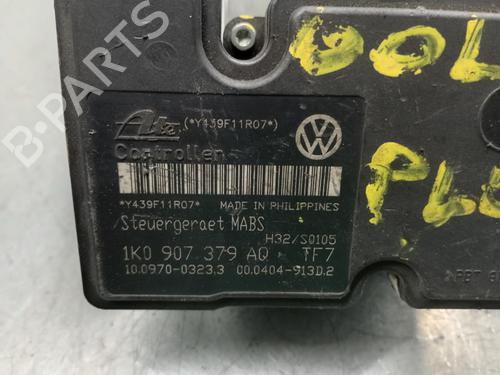 Ate (*Y439F11R07*)
Controller
*Y439F11R07* MADE IN PHILIPPINES
Steuergeraet MABS
H32/S0105
1K0 907 379 AQ TF7
10.0970-0323.3 00.0404-913D.2
GOL
PL
B-PARTS